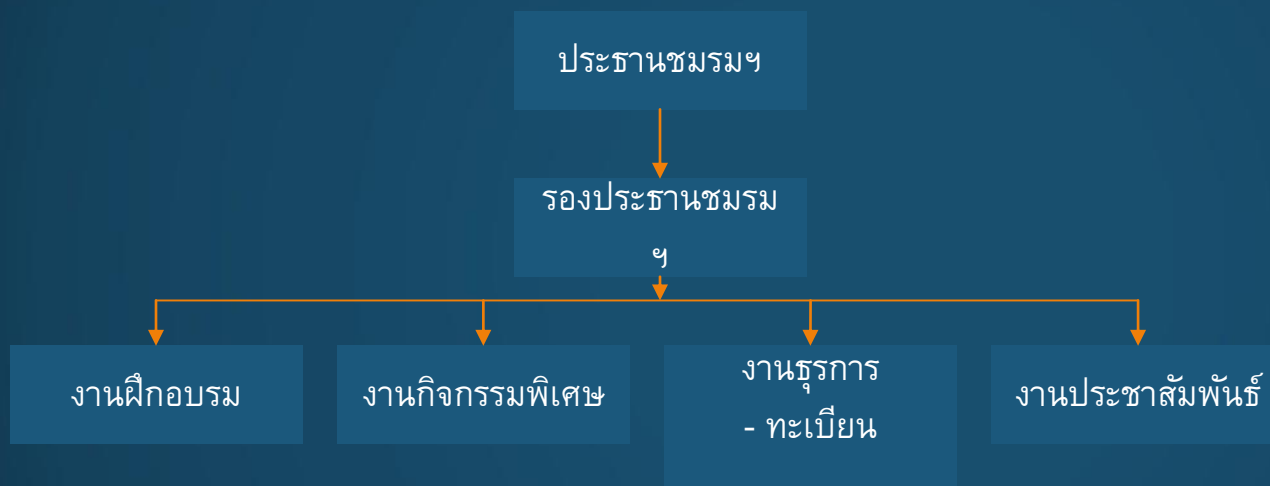 ประธานชมรมฯ
รองประธานชมรม
ฯ
งานฝึกอบรม
งานกิจกรรมพิเศษ
งานธุรการ
- ทะเบียน
งานประชาสัมพันธ์